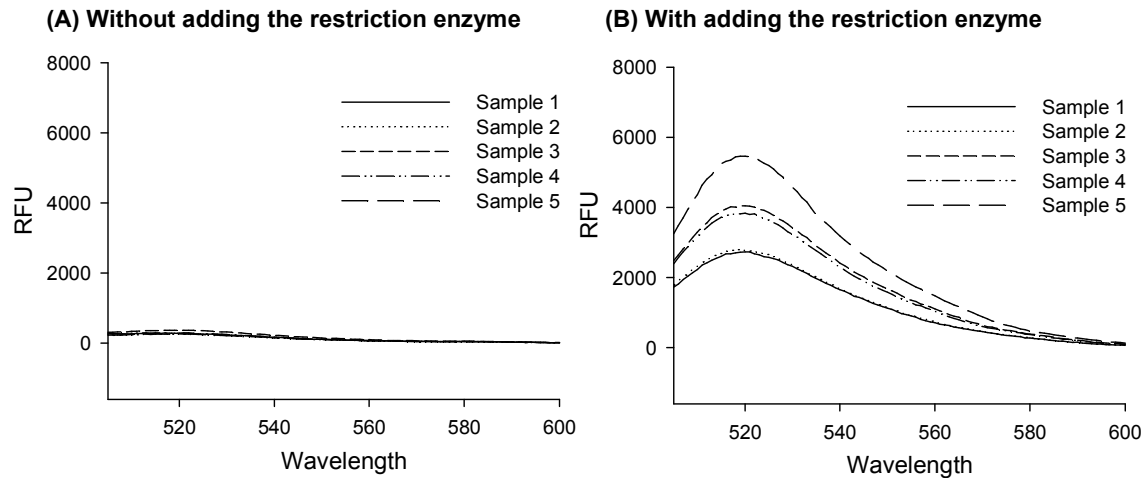 (A) Without adding the restriction enzyme
8000
6000
4000
2000
0
RFU
Sample 1
Sample 2
Sample 3
Sample 4
Sample 5
520 540 560 580 600
Wavelength
(B) With adding the restriction enzyme
8000
6000
4000
2000
0
RFU
Sample 1
Sample 2
Sample 3
Sample 4
Sample 5
520 540 560 580 600
Wavelength